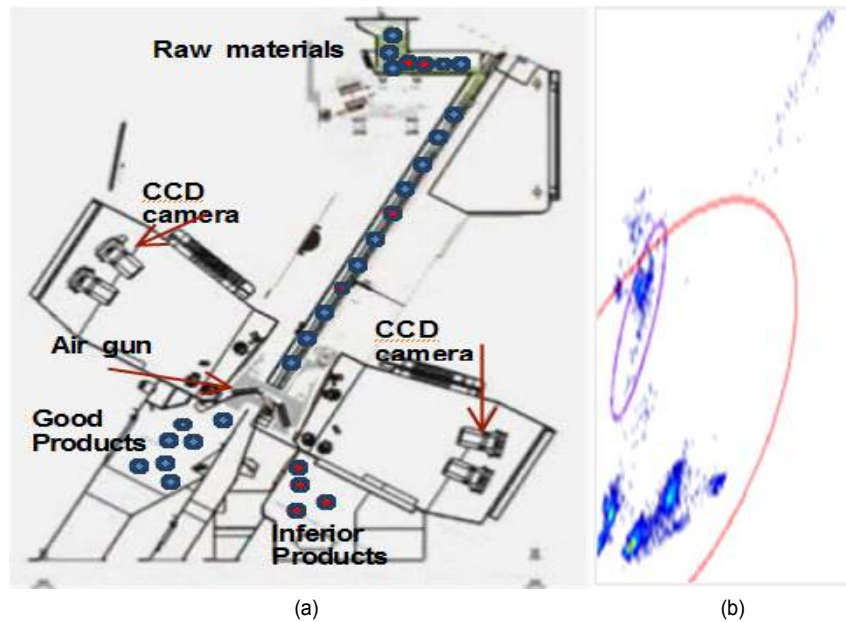 Raw materials
CCD
camera
Air gun
CCD
camera
Good
Products
Inferior
Products
(a)
(b)